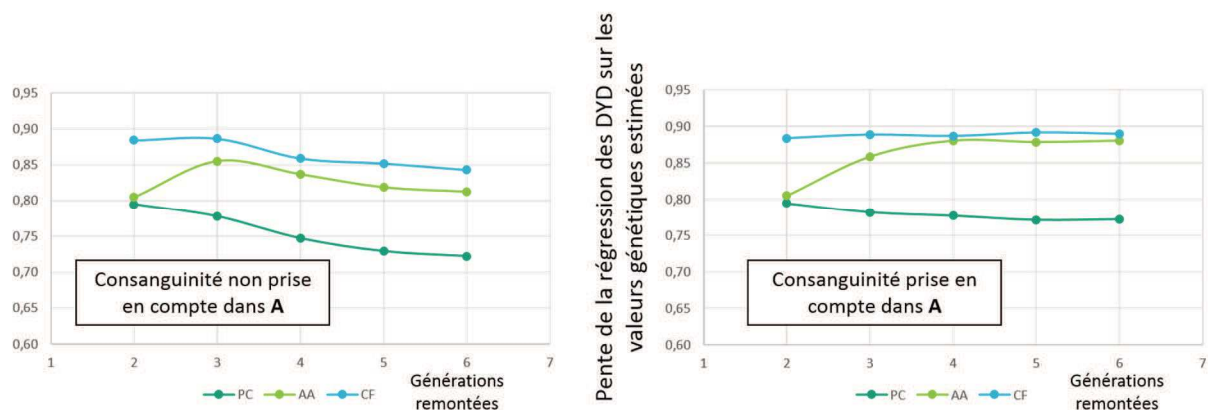 0,95
0,90
0,85
0,80
0,75
0,70
0,65
0,60
1
2
3
4
5
6
7
Consanguinité non prise
en compte dans A
PC
AA
CF
Générations
remontées
Pente de la régression des DYD sur les
valeurs génétiques estimées
0,95
0,90
0,85
0,80
0,75
0,70
0,65
0,60
1
2
3
4
5
6
7
Consanguinité prise en
compte dans A
PC
AA
CF
Générations
remontées